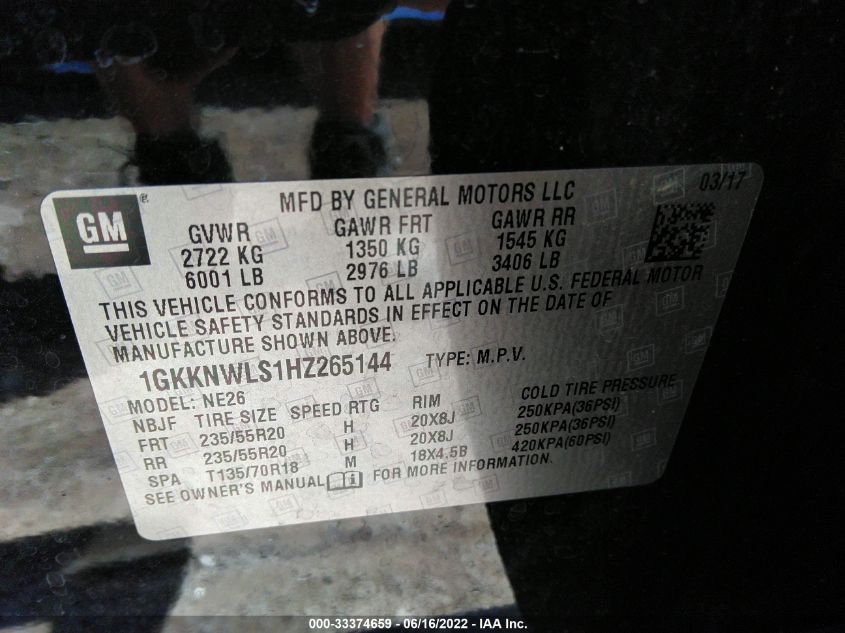 GM
MFD BY GENERAL MOTORS LLC
03/17
GVWR GAWR FRT GAWR RR
2722 KG 1350 KG 1545 KG
6001 LB 2976 LB 3406 LB
THIS VEHICLE CONFORMS TO ALL APPLICABLE U.S. FEDERAL MOTOR
VEHICLE SAFETY STANDARDS IN EFFECT ON THE DATE OF
MANUFACTURE SHOWN ABOVE.
1GKKNWLS1HZ265144 TYPE: M.P.V.
MODEL: NE26
NBJF TIRE SIZE SPEED RTG RIM COLD TIRE PRESSURE
FRT 235/55R20 H 20X8J 250KPA(36PSI)
RR 235/55R20 H 20X8J 250KPA(36PSI)
SPA T135/70R18 M 18X4.5B 420KPA(60PSI)
SEE OWNER'S MANUAL FOR MORE INFORMATION.
000-33374659 - 06/16/2022 - IAA Inc.